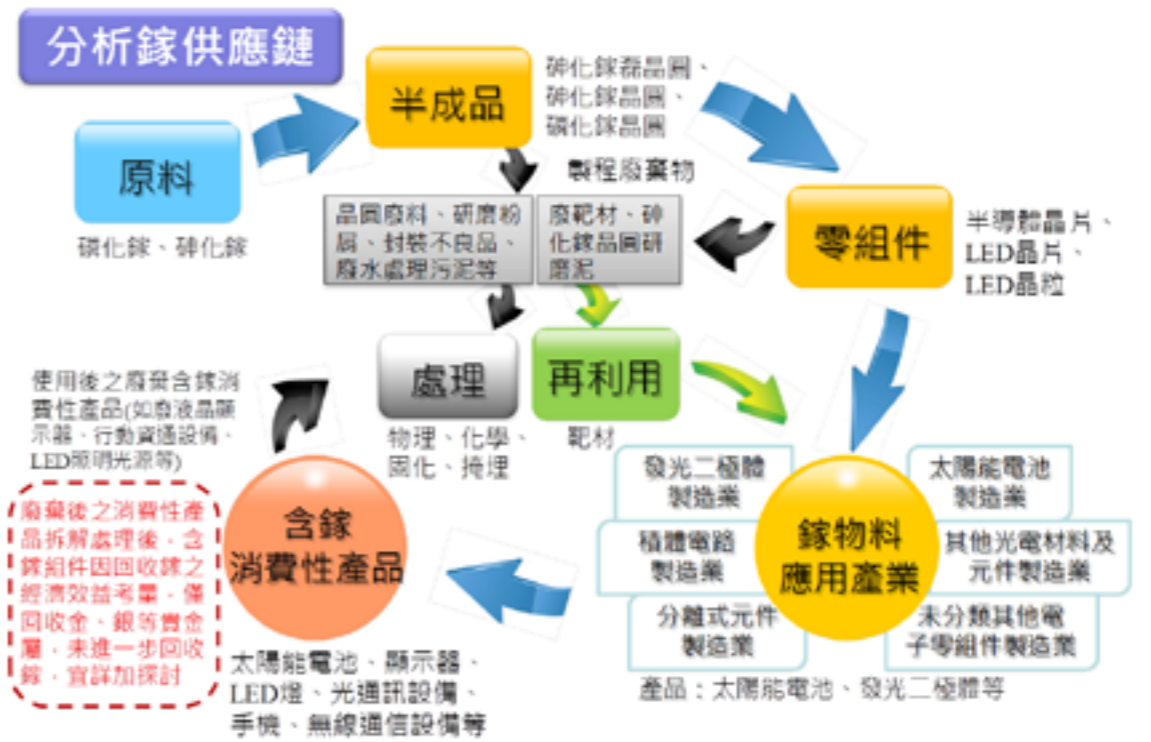 分析鎵供應鏈
原料
磷化鎵、砷化鎵
半成品
砷化鎵磊晶圓、
砷化鎵晶圓、
磷化鎵晶圓
製程廢棄物
晶圓廢料、研磨粉
屑、封裝不良品、
廢水處理污泥等
廢靶材、砷
化鎵晶圓研
磨泥
零組件
半導體晶片、
LED晶片、
LED晶粒
處理
物理、化學、
固化、掩埋
再利用
靶材
鎵物料
應用產業
發光二極體
製造業
積體電路
製造業
分離式元件
製造業
太陽能電池
製造業
其他光電材料及
元件製造業
未分類其他電
子零組件製造業
產品：太陽能電池、發光二極體等
含鎵
消費性產品
太陽能電池、顯示器、
LED燈、光通訊設備、
手機、無線通信設備等
使用後之廢棄含鎵消
費性產品(如廢液晶顯
示器、行動資通設備、
LED照明光源等)
廢棄後之消費性產
品拆解處理後，含
鎵組件因回收鎵之
經濟效益考量，僅
回收金、銀等貴金
屬，未進一步回收
鎵，宜詳加探討